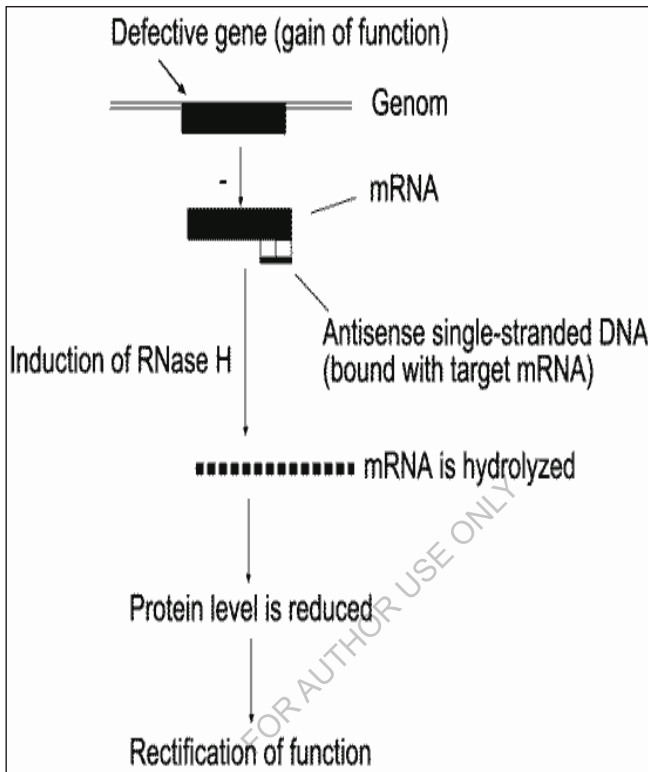 Defective gene (gain of function)
Genom
-
mRNA
Antisense single-stranded DNA
(bound with target mRNA)
Induction of RNase H
mRNA is hydrolyzed
Protein level is reduced
Rectification of function
FOR AUTHOR USE ONLY